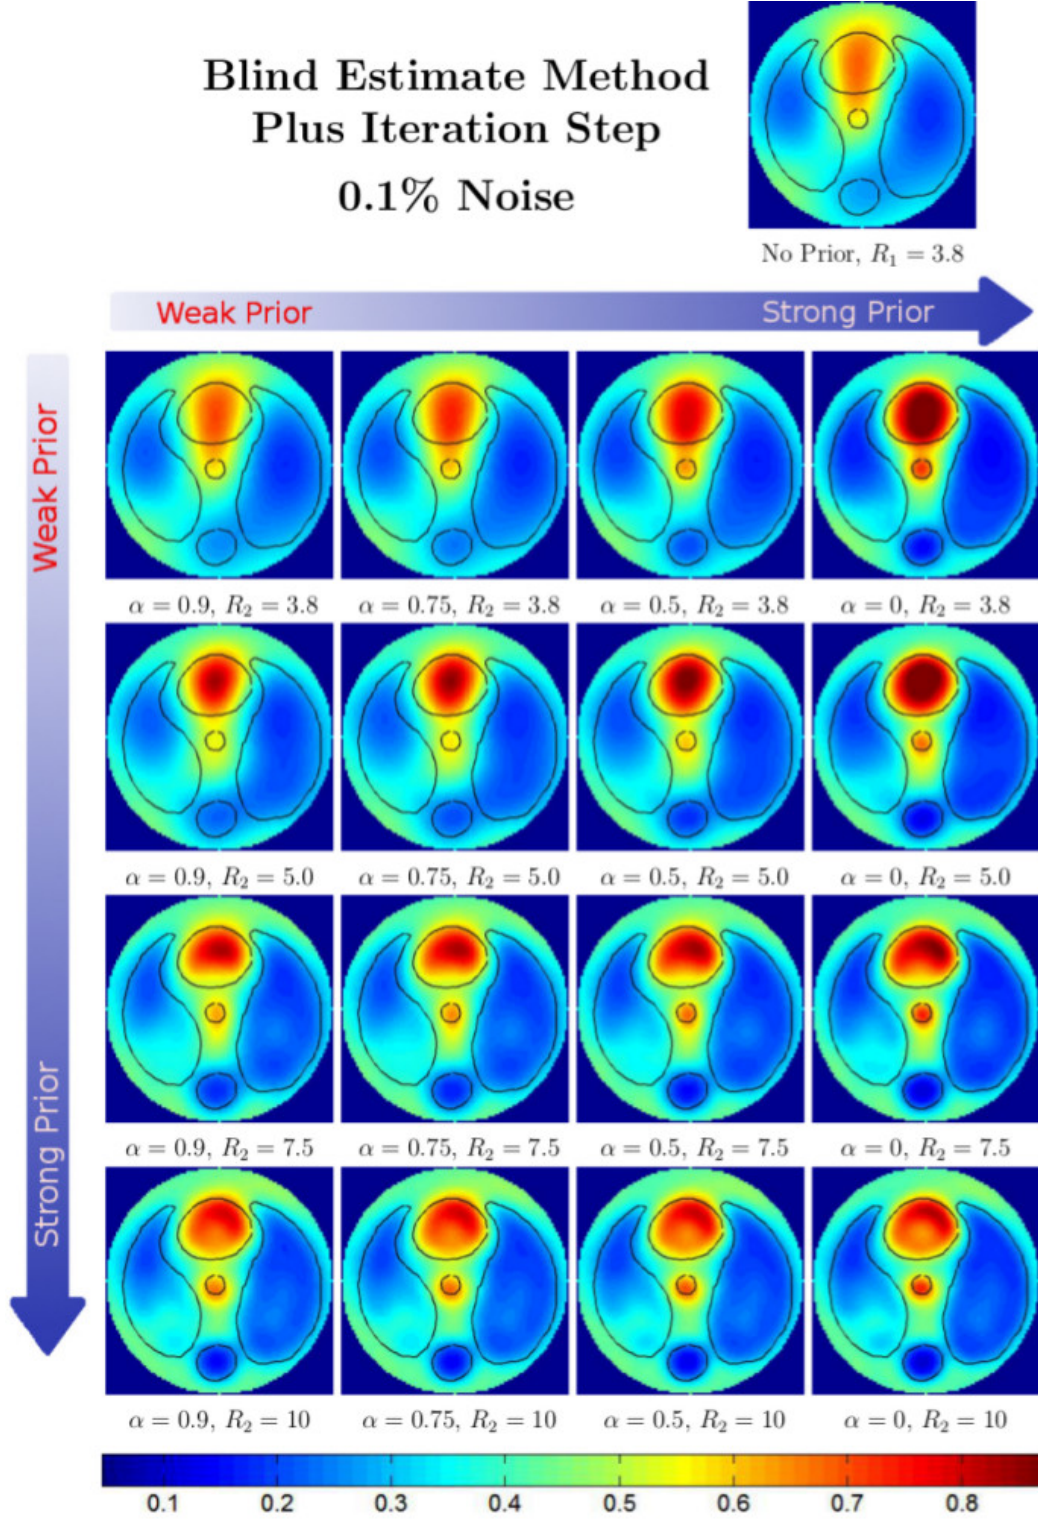 Blind Estimate Method
Plus Iteration Step
0.1% Noise
No Prior, R₁ = 3.8
Weak Prior
Strong Prior
Weak Prior
Strong Prior
α = 0.9, R₂ = 3.8
α = 0.75, R₂ = 3.8
α = 0.5, R₂ = 3.8
α = 0, R₂ = 3.8
α = 0.9, R₂ = 5.0
α = 0.75, R₂ = 5.0
α = 0.5, R₂ = 5.0
α = 0, R₂ = 5.0
α = 0.9, R₂ = 7.5
α = 0.75, R₂ = 7.5
α = 0.5, R₂ = 7.5
α = 0, R₂ = 7.5
α = 0.9, R₂ = 10
α = 0.75, R₂ = 10
α = 0.5, R₂ = 10
α = 0, R₂ = 10
0.1 0.2 0.3 0.4 0.5 0.6 0.7 0.8